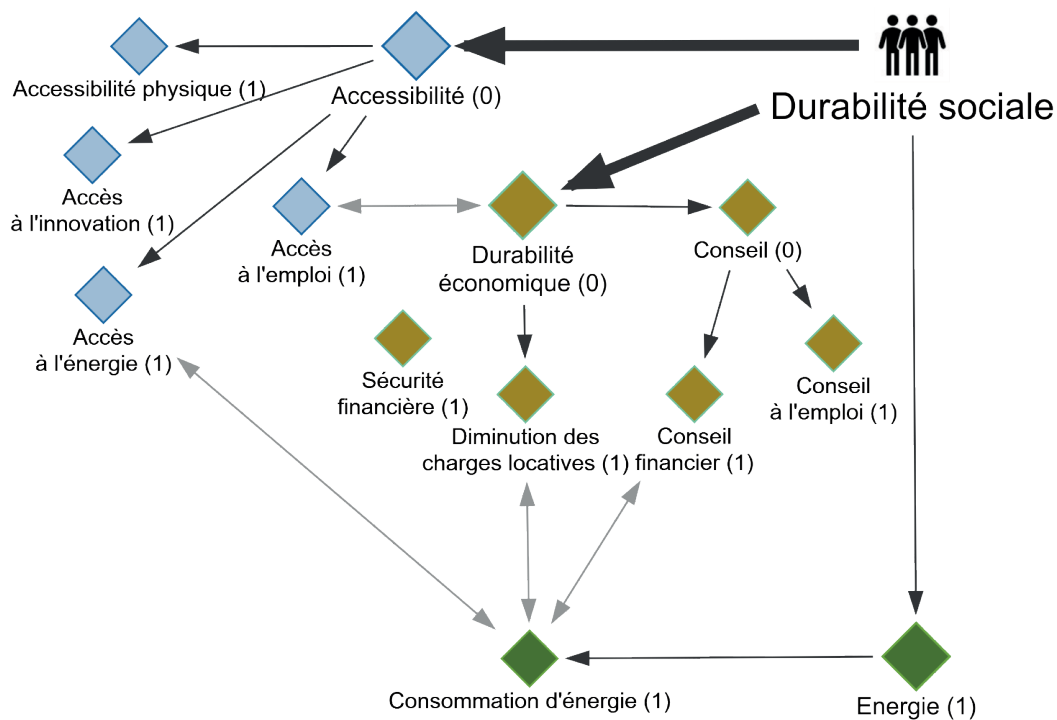 Accessibilité physique (1)
Accessibilité (0)
Durabilité sociale
Accès
à l'innovation (1)
Accès
à l'emploi (1)
Durabilité
économique (0)
Conseil (0)
Accès
à l'énergie (1)
Sécurité
financière (1)
Conseil
à l'emploi (1)
Diminution des
charges locatives (1)
Conseil
financier (1)
Consommation d'énergie (1)
Energie (1)